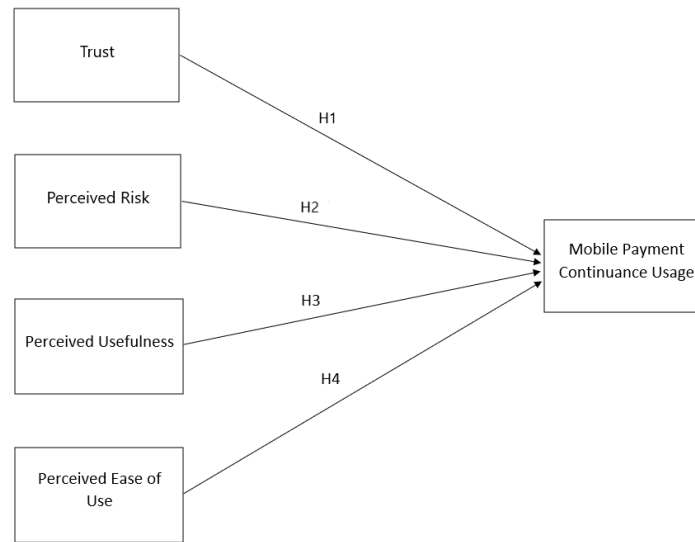 Trust
H1
Perceived Risk
H2
Mobile Payment
Continuance Usage
H3
Perceived Usefulness
H4
Perceived Ease of
Use